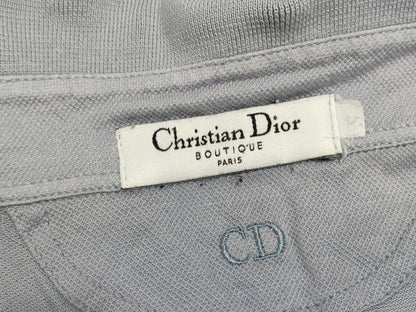 Christian Dior
BOUTIQUE
PARIS
S
CD